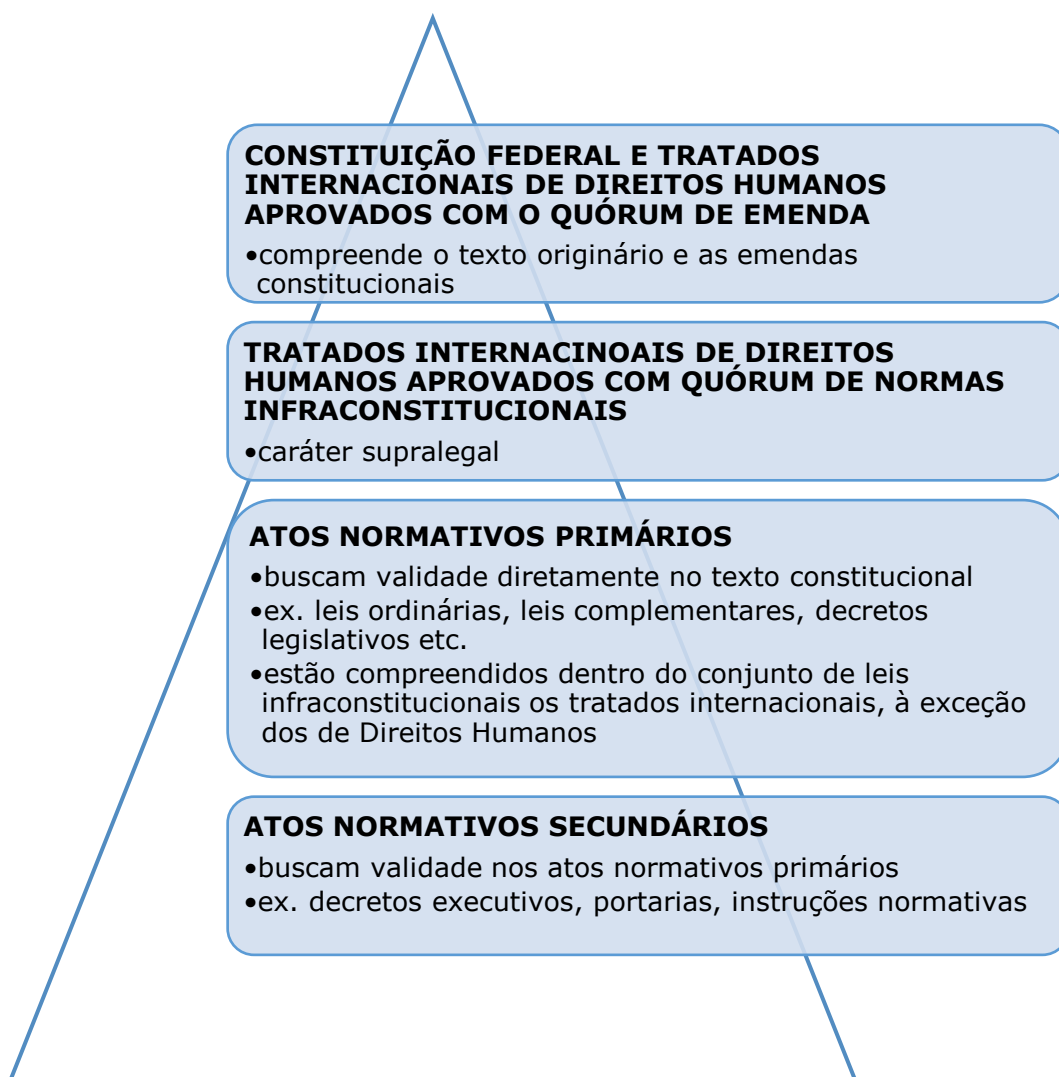 CONSTITUIÇÃO FEDERAL E TRATADOS
INTERNACIONAIS DE DIREITOS HUMANOS
APROVADOS COM O QUÓRUM DE EMENDA
•compreende o texto originário e as emendas
constitucionais
TRATADOS INTERNACINOAIS DE DIREITOS
HUMANOS APROVADOS COM QUÓRUM DE NORMAS
INFRACONSTITUCIONAIS
•caráter supralegal
ATOS NORMATIVOS PRIMÁRIOS
•buscam validade diretamente no texto constitucional
•ex. leis ordinárias, leis complementares, decretos
legislativos etc.
•estão compreendidos dentro do conjunto de leis
infraconstitucionais os tratados internacionais, à exceção
dos de Direitos Humanos
ATOS NORMATIVOS SECUNDÁRIOS
•buscam validade nos atos normativos primários
•ex. decretos executivos, portarias, instruções normativas